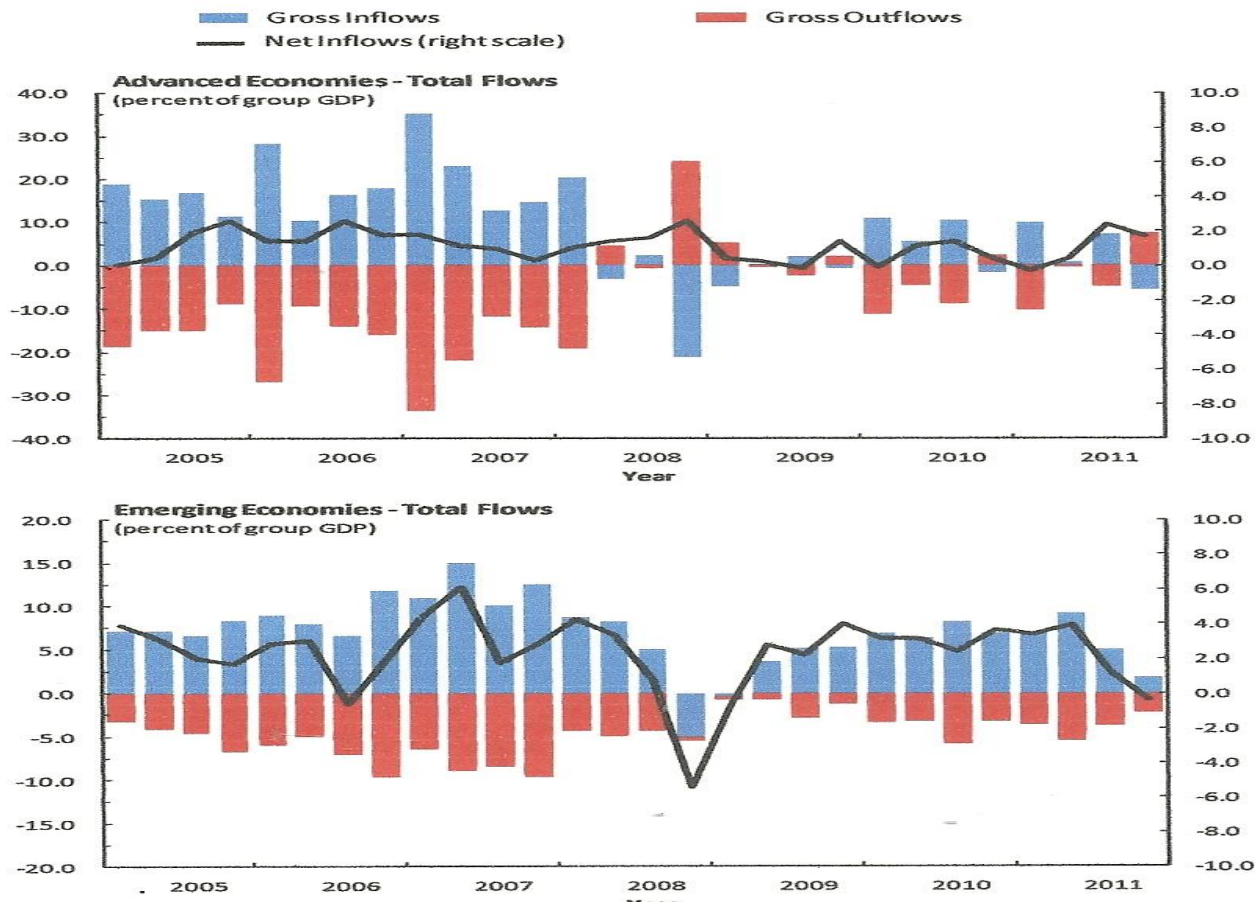 Gross Inflows Gross Outflows
Net Inflows (right scale)
Advanced Economies - Total Flows
(percent of group GDP)
40.0 10.0
30.0 8.0
20.0 6.0
10.0 4.0
0.0 2.0
-10.0 0.0
-20.0 -2.0
-30.0 -4.0
-40.0 -6.0
-8.0
-10.0
2005 2006 2007 2008 2009 2010 2011
Year
Emerging Economies - Total Flows
(percent of group GDP)
20.0 10.0
15.0 8.0
10.0 6.0
5.0 4.0
0.0 2.0
-5.0 0.0
-10.0 -2.0
-15.0 -4.0
-20.0 -6.0
-8.0
-10.0
2005 2006 2007 2008 2009 2010 2011